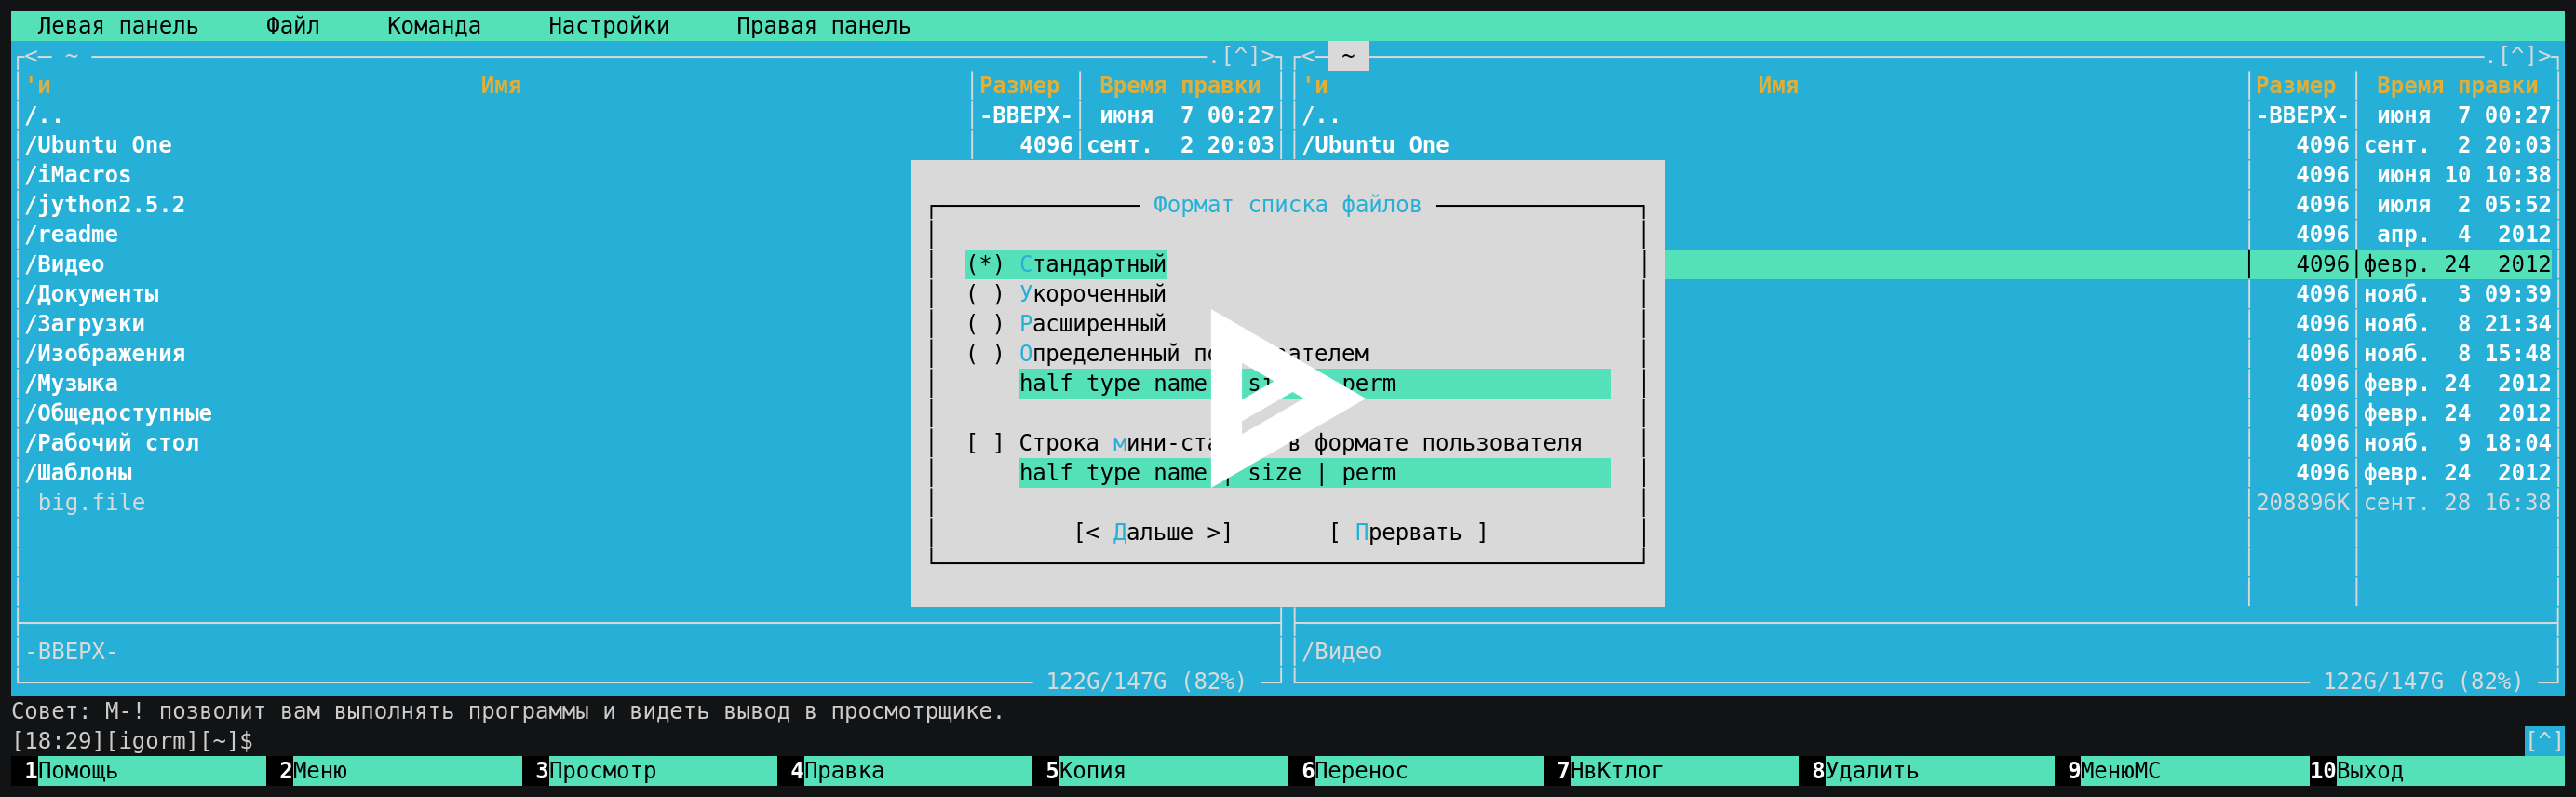 Левая панель Файл Команда Настройки Правая панель
<─ ~ .[^]> <─ ~ .[^]>
'и Имя Размер Время правки 'и Имя Размер Время правки
/.. -ВВЕРХ- июня 7 00:27 /.. -ВВЕРХ- июня 7 00:27
/Ubuntu One 4096 сент. 2 20:03 /Ubuntu One 4096 сент. 2 20:03
/iMacros 4096 июня 10 10:38
/jython2.5.2 Формат списка файлов 4096 июля 2 05:52
/readme 4096 апр. 4 2012
/Видео (*) Стандартный 4096 февр. 24 2012
/Документы ( ) Укороченный 4096 нояб. 3 09:39
/Загрузки ( ) Расширенный 4096 нояб. 8 21:34
/Изображения ( ) Определенный 4096 нояб. 8 15:48
/Музыка half type name perm 4096 февр. 24 2012
/Общедоступные 4096 февр. 24 2012
/Рабочий стол [ ] Строка в формате пользователя 4096 нояб. 9 18:04
/Шаблоны half type name | size | perm 4096 февр. 24 2012
big.file 208896K сент. 28 16:38
[< Дальше >] [ Прервать ]
-ВВЕРХ- /Видео
122G/147G (82%) 122G/147G (82%)
Совет: M-! позволит вам выполнять программы и видеть вывод в просмотрщике.
[18:29][igorm][~]$ [^]
1Помощь 2Меню 3Просмотр 4Правка 5Копия 6Перенос 7НвКтлог 8Удалить 9МенюМС 10Выход